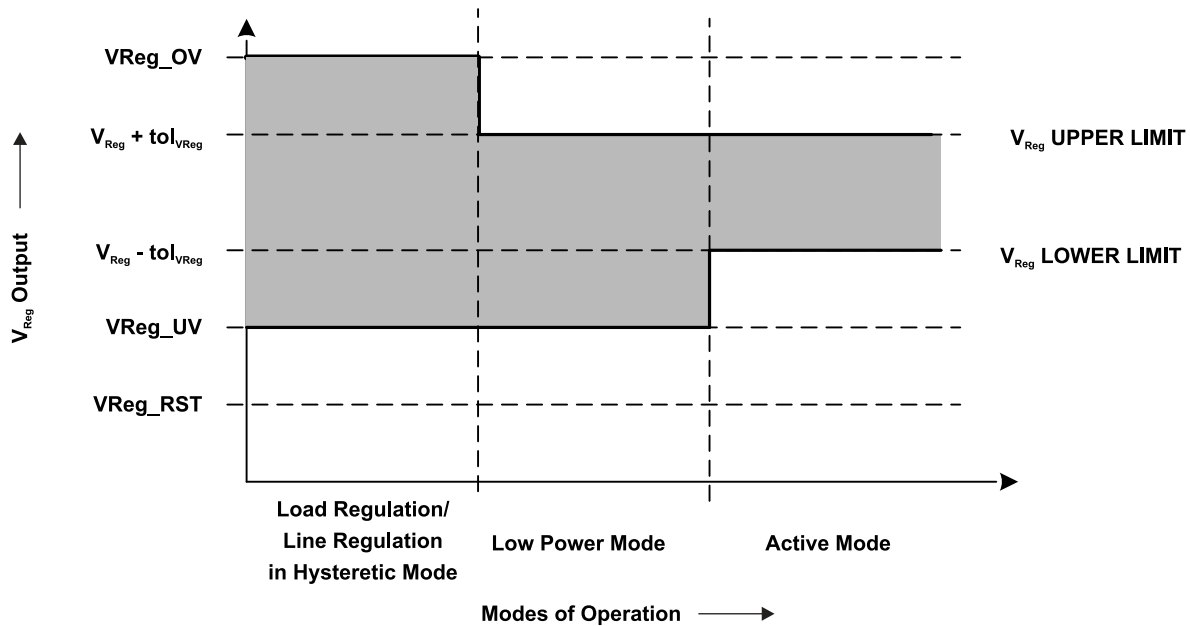 VReg_OV
VReg + tolVReg
VReg UPPER LIMIT
VReg - tolVReg
VReg LOWER LIMIT
VReg Output
VReg_UV
VReg_RST
Load Regulation/
Line Regulation
in Hysteretic Mode
Low Power Mode
Active Mode
Modes of Operation